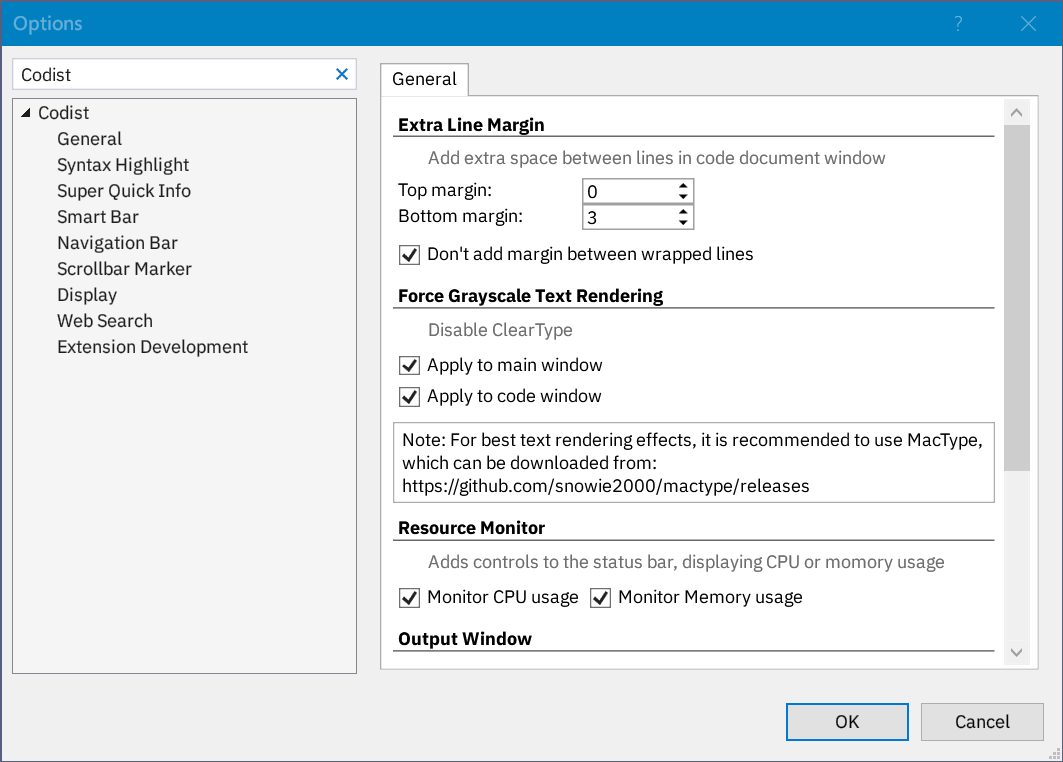 Options
Codist
Codist
General
Syntax Highlight
Super Quick Info
Smart Bar
Navigation Bar
Scrollbar Marker
Display
Web Search
Extension Development
General
Extra Line Margin
Add extra space between lines in code document window
Top margin: 0
Bottom margin: 3
Don't add margin between wrapped lines
Force Grayscale Text Rendering
Disable ClearType
Apply to main window
Apply to code window
Note: For best text rendering effects, it is recommended to use MacType,
which can be downloaded from:
https://github.com/snowie2000/mactype/releases
Resource Monitor
Adds controls to the status bar, displaying CPU or momory usage
Monitor CPU usage Monitor Memory usage
Output Window
OK Cancel